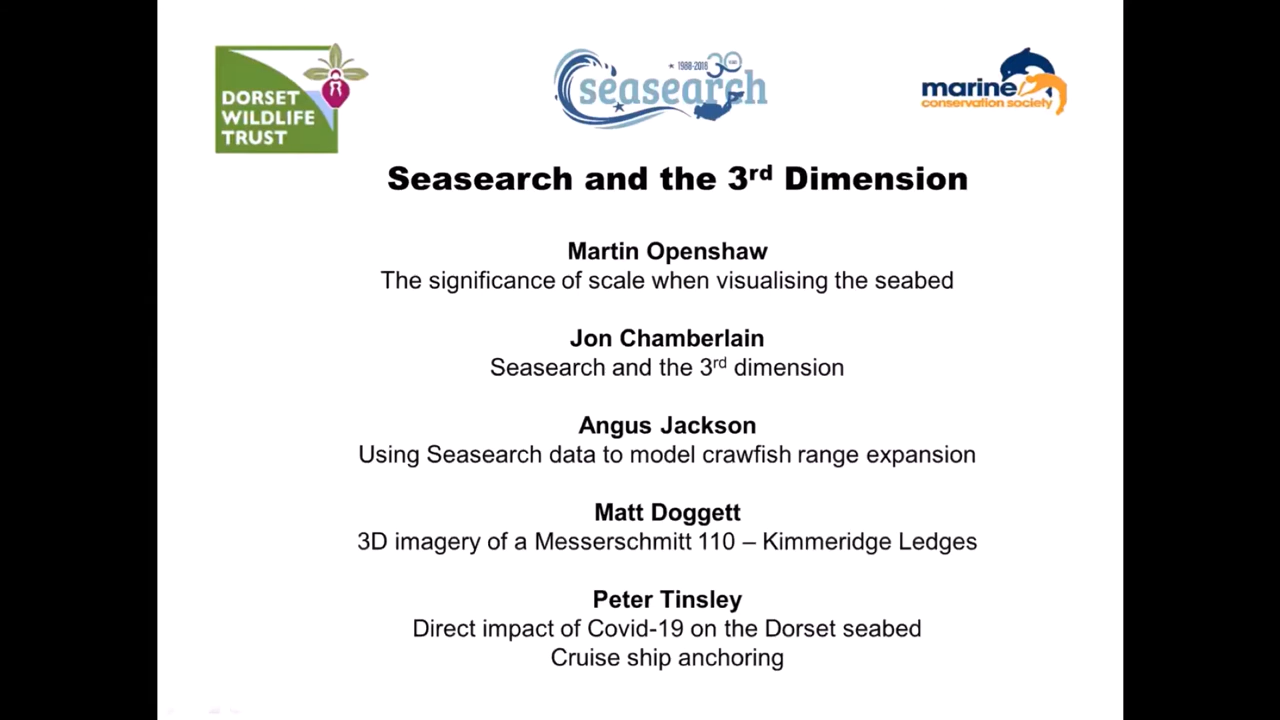 DORSET
WILDLIFE
TRUST
1988-2018 30
seasearch
marine
conservation society
Seasearch and the 3rd Dimension
Martin Openshaw
The significance of scale when visualising the seabed
Jon Chamberlain
Seasearch and the 3rd dimension
Angus Jackson
Using Seasearch data to model crawfish range expansion
Matt Doggett
3D imagery of a Messerschmitt 110 – Kimmeridge Ledges
Peter Tinsley
Direct impact of Covid-19 on the Dorset seabed
Cruise ship anchoring